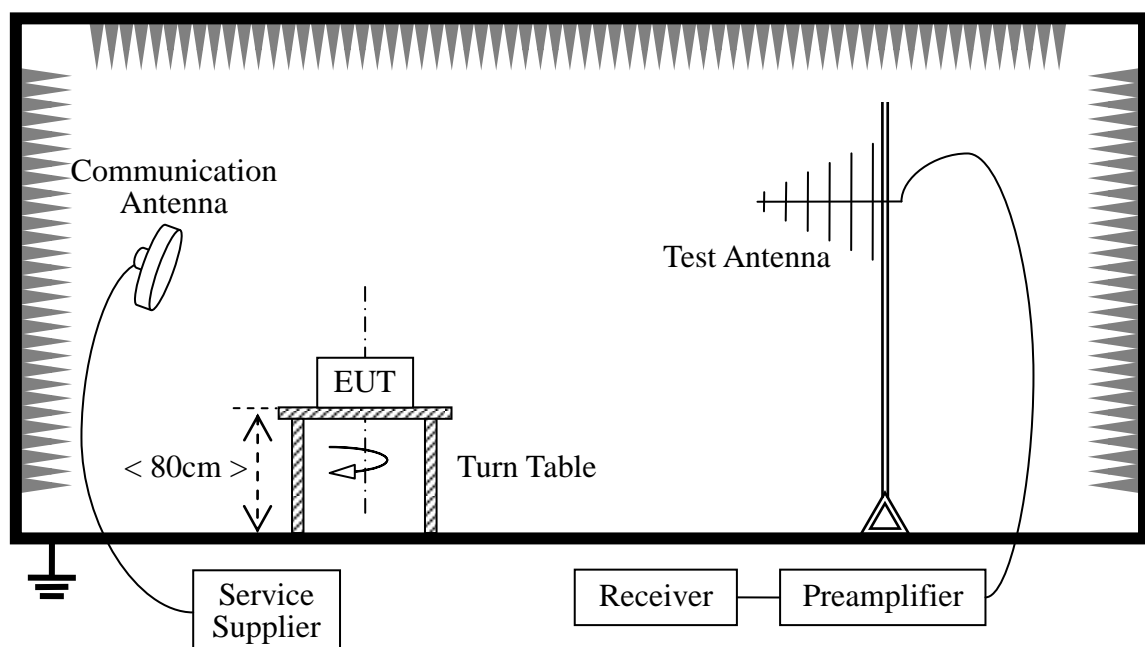 Communication
Antenna
Test Antenna
EUT
< 80cm >
Turn Table
Service
Supplier
Receiver
Preamplifier